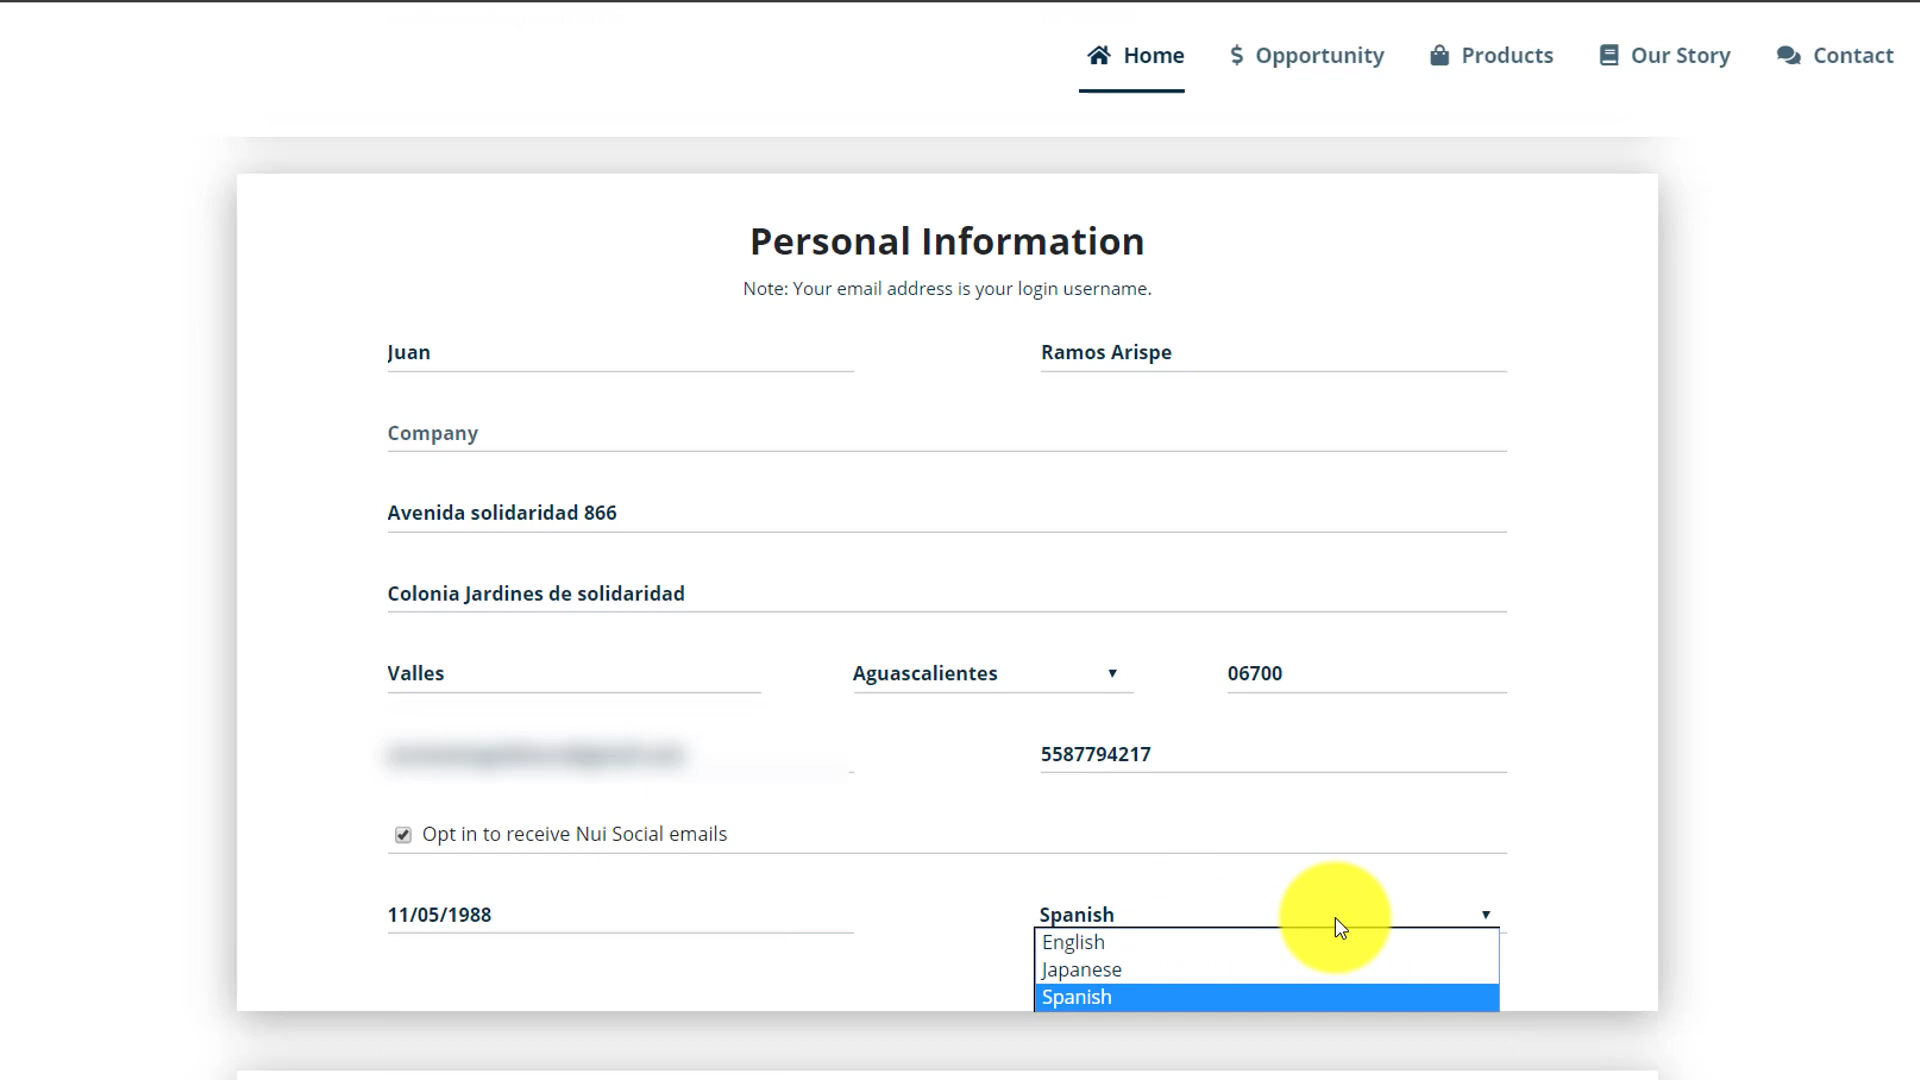 Home $ Opportunity Products Our Story Contact
Personal Information
Note: Your email address is your login username.
Juan Ramos Arispe
Company
Avenida solidaridad 866
Colonia Jardines de solidaridad
Valles Aguascalientes 06700
5587794217
Opt in to receive Nui Social emails
11/05/1988 Spanish
English
Japanese
Spanish